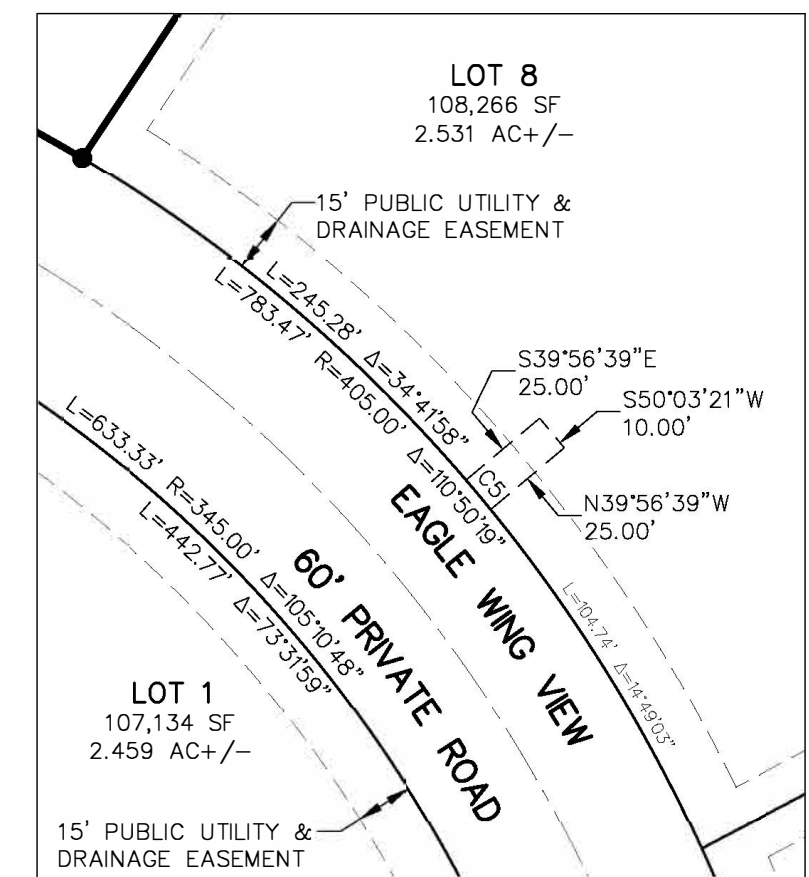 LOT 8
108,266 SF
2.531 AC+/-
15' PUBLIC UTILITY &
DRAINAGE EASEMENT
L=245.28' Δ=34°41'58"
L=783.47' R=405.00' Δ=110°50'19"
S39°56'39"E
25.00'
S50°03'21"W
10.00'
C5
N39°56'39"W
25.00'
EAGLE WING VIEW
60' PRIVATE ROAD
L=104.74' Δ=14°49'03"
L=633.33' R=345.00' Δ=105°10'48"
L=442.77' Δ=73°31'59"
LOT 1
107,134 SF
2.459 AC+/-
15' PUBLIC UTILITY &
DRAINAGE EASEMENT